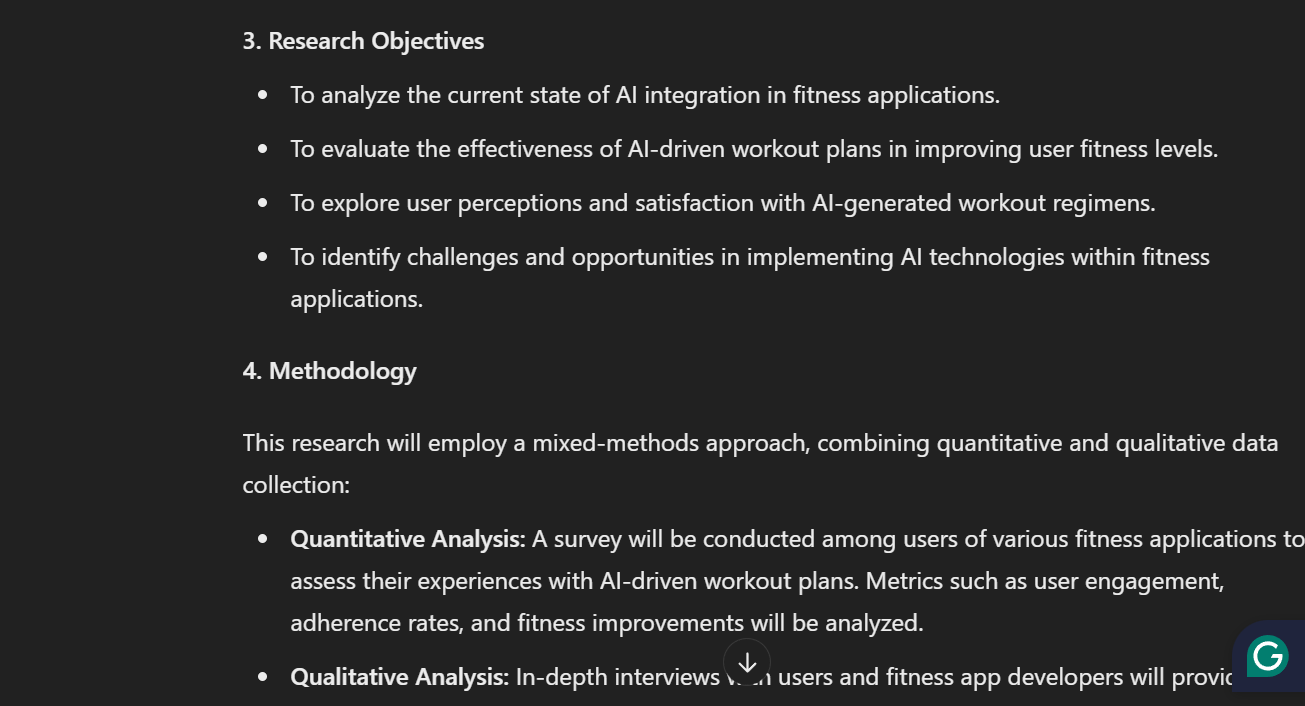 3. Research Objectives
• To analyze the current state of AI integration in fitness applications.
• To evaluate the effectiveness of AI-driven workout plans in improving user fitness levels.
• To explore user perceptions and satisfaction with AI-generated workout regimens.
• To identify challenges and opportunities in implementing AI technologies within fitness
applications.
4. Methodology
This research will employ a mixed-methods approach, combining quantitative and qualitative data
collection:
• Quantitative Analysis: A survey will be conducted among users of various fitness applications to
assess their experiences with AI-driven workout plans. Metrics such as user engagement,
adherence rates, and fitness improvements will be analyzed.
• Qualitative Analysis: In-depth interviews users and fitness app developers will